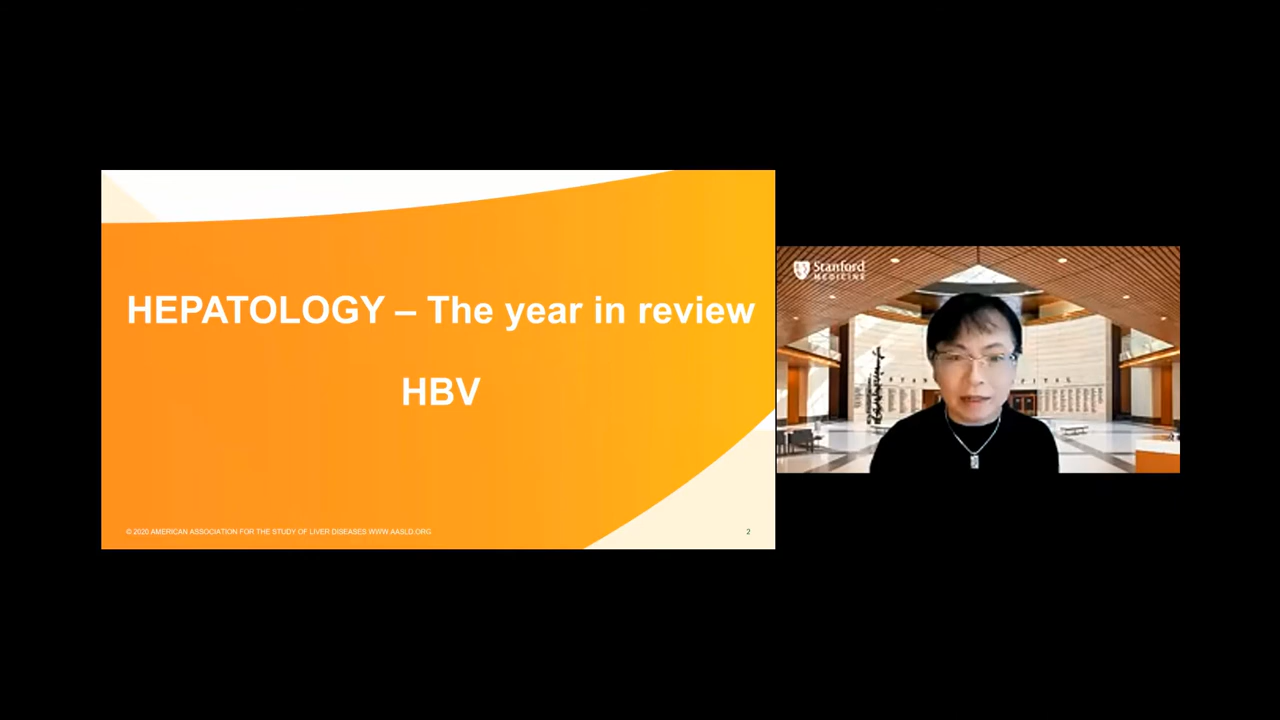 HEPATOLOGY – The year in review
HBV
© 2020 AMERICAN ASSOCIATION FOR THE STUDY OF LIVER DISEASES WWW.AASLD.ORG
2
Stanford
MEDICINE